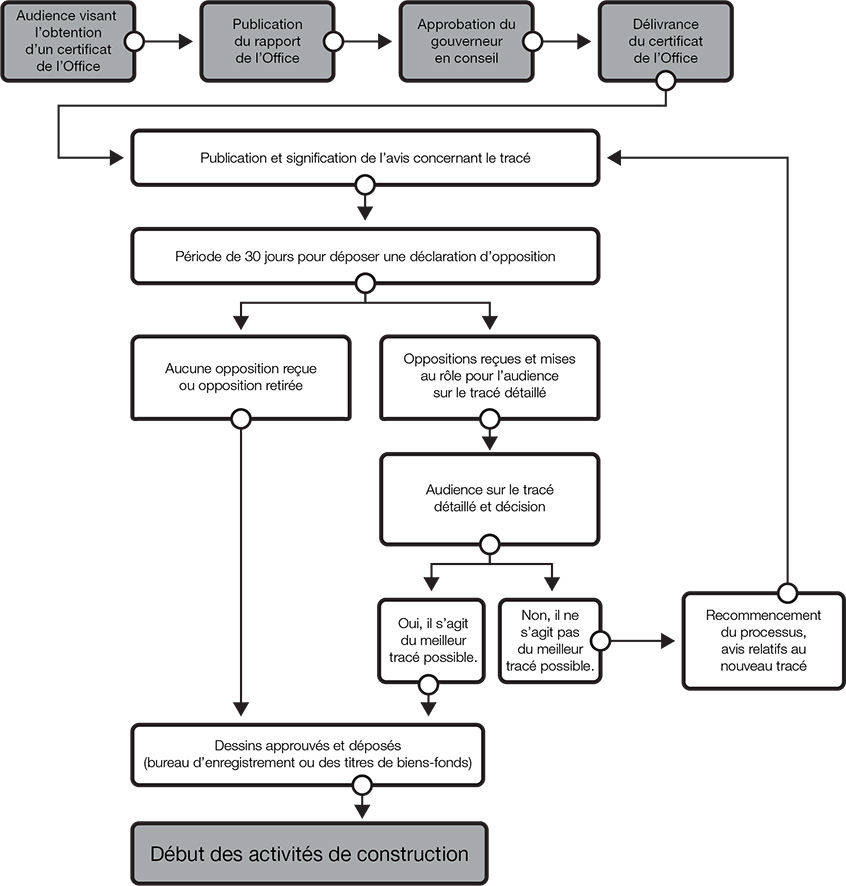 Audience visant
l'obtention
d'un certificat
de l'Office
Publication
du rapport
de l'Office
Approbation du
gouverneur
en conseil
Délivrance
du certificat
de l'Office
Publication et signification de l'avis concernant le tracé
Période de 30 jours pour déposer une déclaration d'opposition
Aucune opposition reçue
ou opposition retirée
Oppositions reçues et mises
au rôle pour l'audience
sur le tracé détaillé
Audience sur le tracé
détaillé et décision
Oui, il s'agit
du meilleur
tracé possible.
Non, il ne
s'agit pas
du meilleur
tracé possible.
Recommencement
du processus,
avis relatifs au
nouveau tracé
Dessins approuvés et déposés
(bureau d'enregistrement ou des titres de biens-fonds)
Début des activités de construction